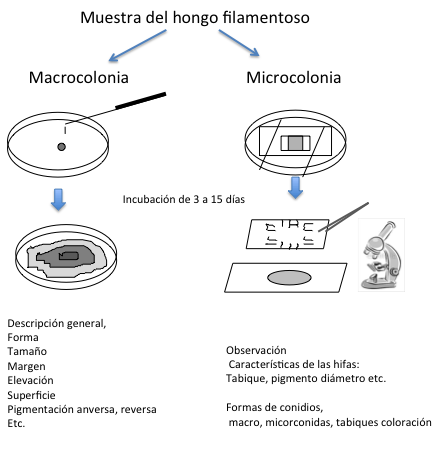 Muestra del hongo filamentoso
Macrocolonia
Microcolonia
Incubación de 3 a 15 días
Descripción general,
Forma
Tamaño
Margen
Elevación
Superficie
Pigmentación anversa, reversa
Etc.
Observación
Características de las hifas:
Tabique, pigmento diámetro etc.
Formas de conidios,
macro, micorconidas, tabiques coloración